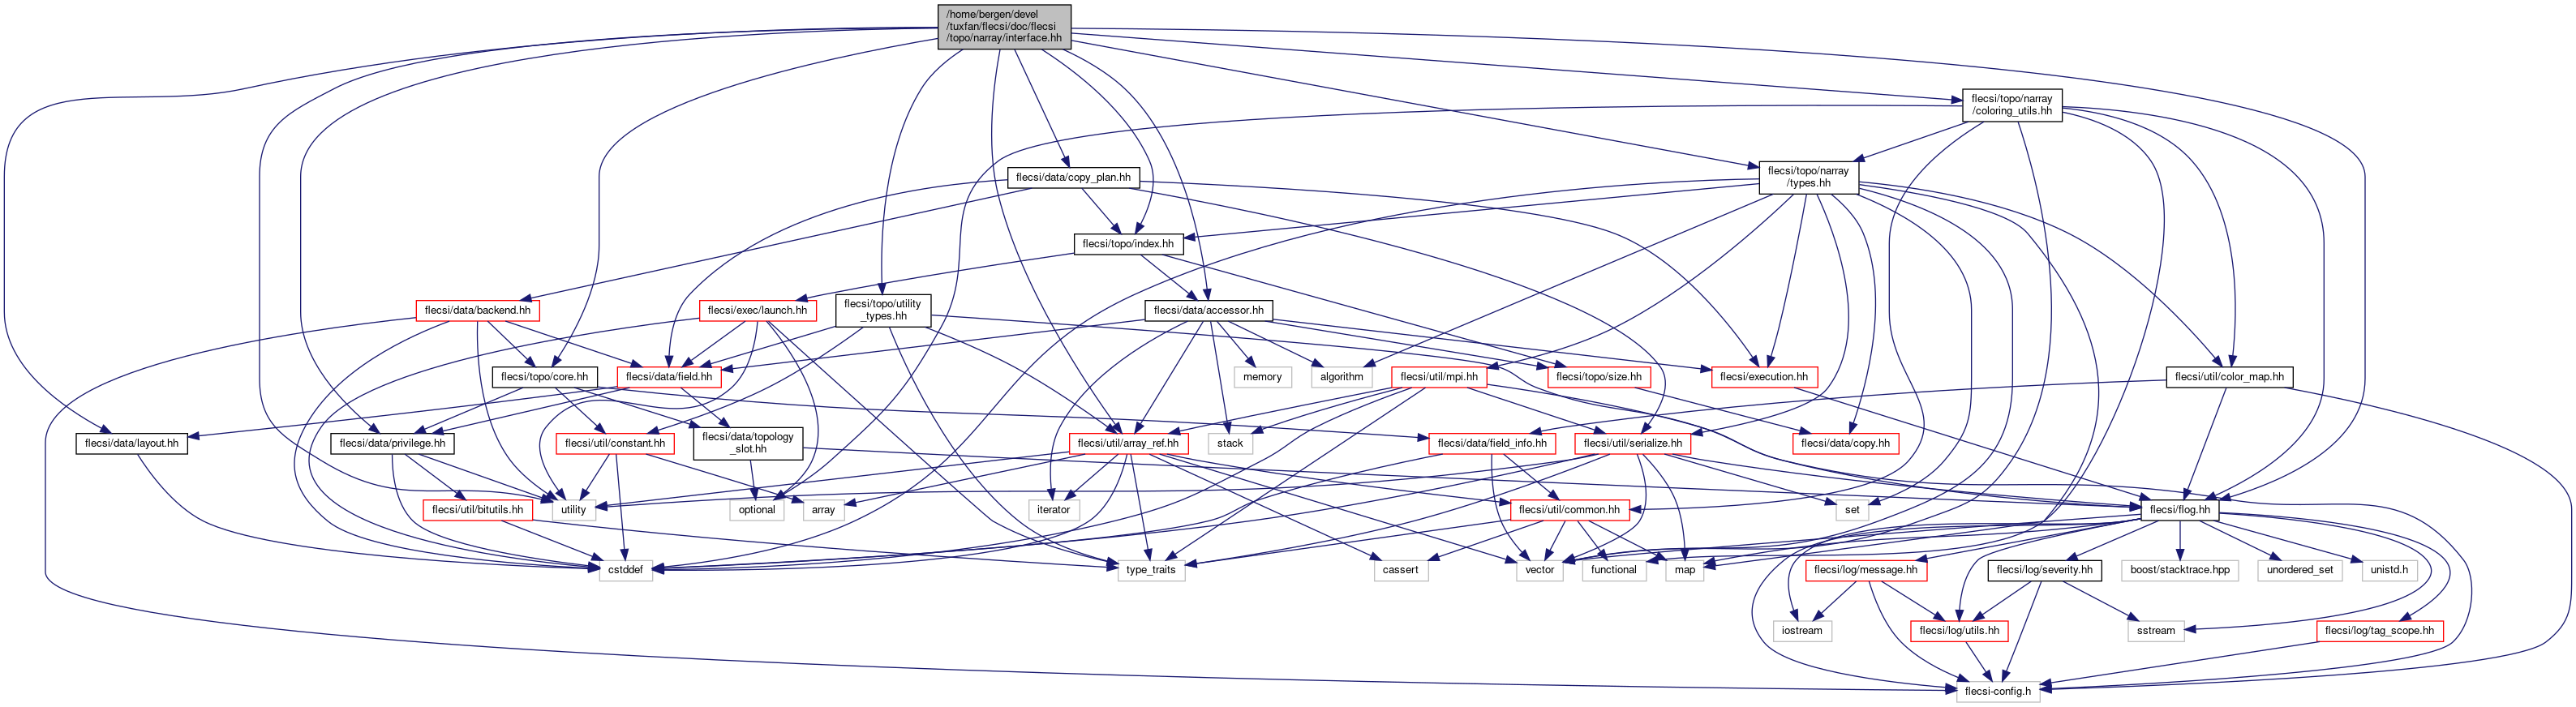 /home/bergen/devel
/tuxfan/flecsi/doc/flecsi
/topo/narray/interface.hh
flecsi/topo/narray
/coloring_utils.hh
flecsi/data/copy_plan.hh
flecsi/topo/narray
/types.hh
flecsi/topo/index.hh
flecsi/data/backend.hh
flecsi/exec/launch.hh
flecsi/topo/utility
_types.hh
flecsi/data/accessor.hh
flecsi/topo/core.hh
flecsi/data/field.hh
memory
algorithm
flecsi/util/mpi.hh
flecsi/topo/size.hh
flecsi/execution.hh
flecsi/util/color_map.hh
flecsi/data/layout.hh
flecsi/data/privilege.hh
flecsi/util/constant.hh
flecsi/data/topology
_slot.hh
flecsi/util/array_ref.hh
stack
flecsi/data/field_info.hh
flecsi/util/serialize.hh
flecsi/data/copy.hh
flecsi/util/bitutils.hh
utility
optional
array
iterator
flecsi/util/common.hh
set
flecsi/flog.hh
cstddef
type_traits
cassert
vector
functional
map
flecsi/log/message.hh
flecsi/log/severity.hh
boost/stacktrace.hpp
unordered_set
unistd.h
iostream
flecsi/log/utils.hh
sstream
flecsi/log/tag_scope.hh
flecsi-config.h